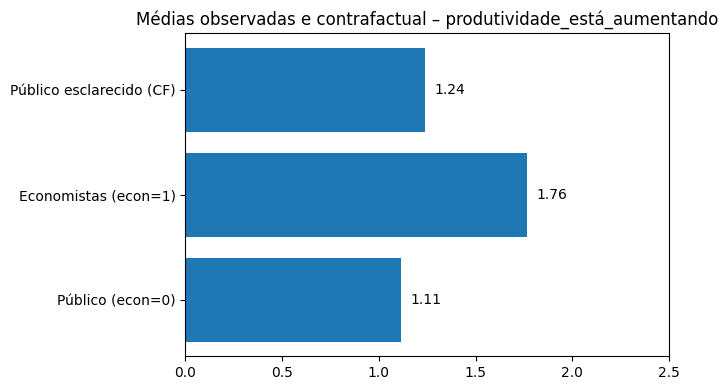 Médias observadas e contrafactual – produtividade_está_aumentando
Público esclarecido (CF)
1.24
Economistas (econ=1)
1.76
Público (econ=0)
1.11
0.0
0.5
1.0
1.5
2.0
2.5